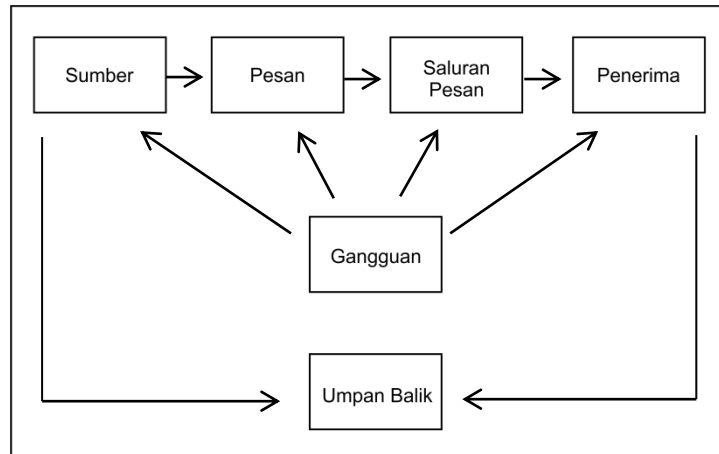 Sumber
Pesan
Saluran
Pesan
Penerima
Gangguan
Umpan Balik